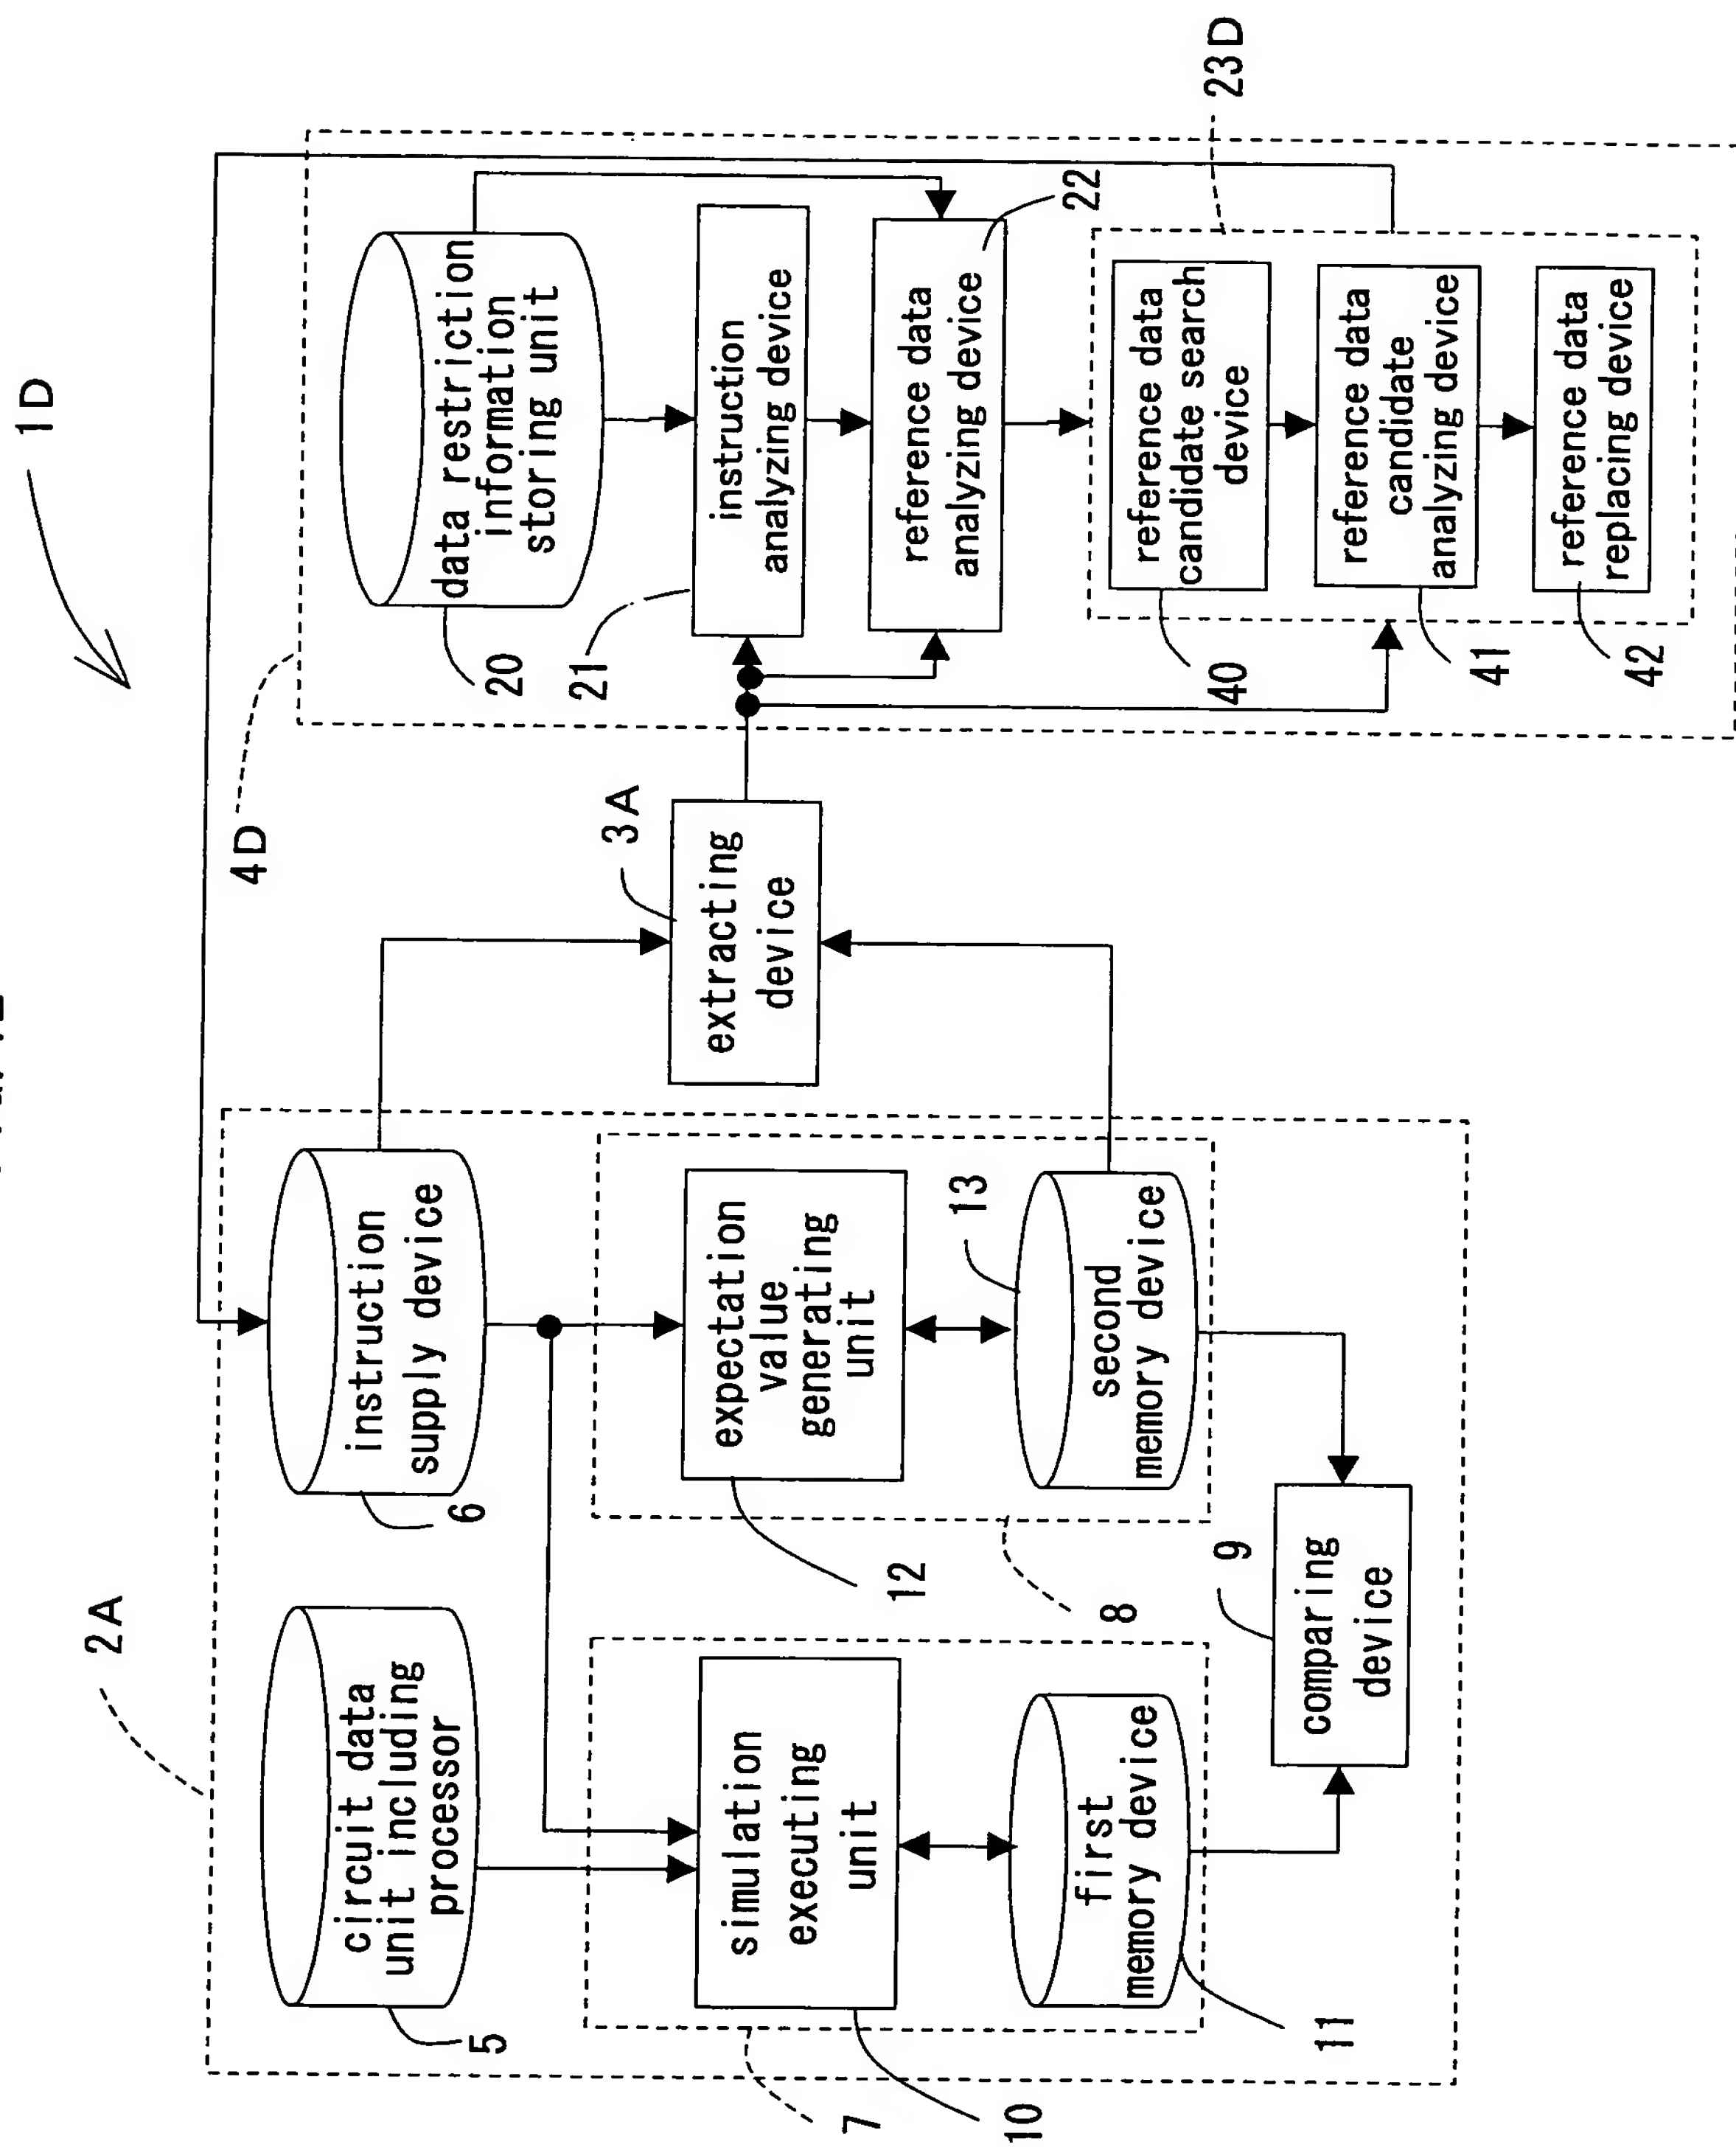 1D
2A
circuit data
unit including
processor
5
instruction
supply device
6
4D
data restriction
information
storing unit
20
3A
extracting
device
21
instruction
analyzing device
reference data
analyzing device
22
23D
reference data
candidate search
device
40
reference data
candidate
analyzing device
41
reference data
replacing device
42
7
simulation
executing
unit
10
first
memory device
11
expectation
value
generating
unit
12
13
second
memory device
8
9
comparing
device